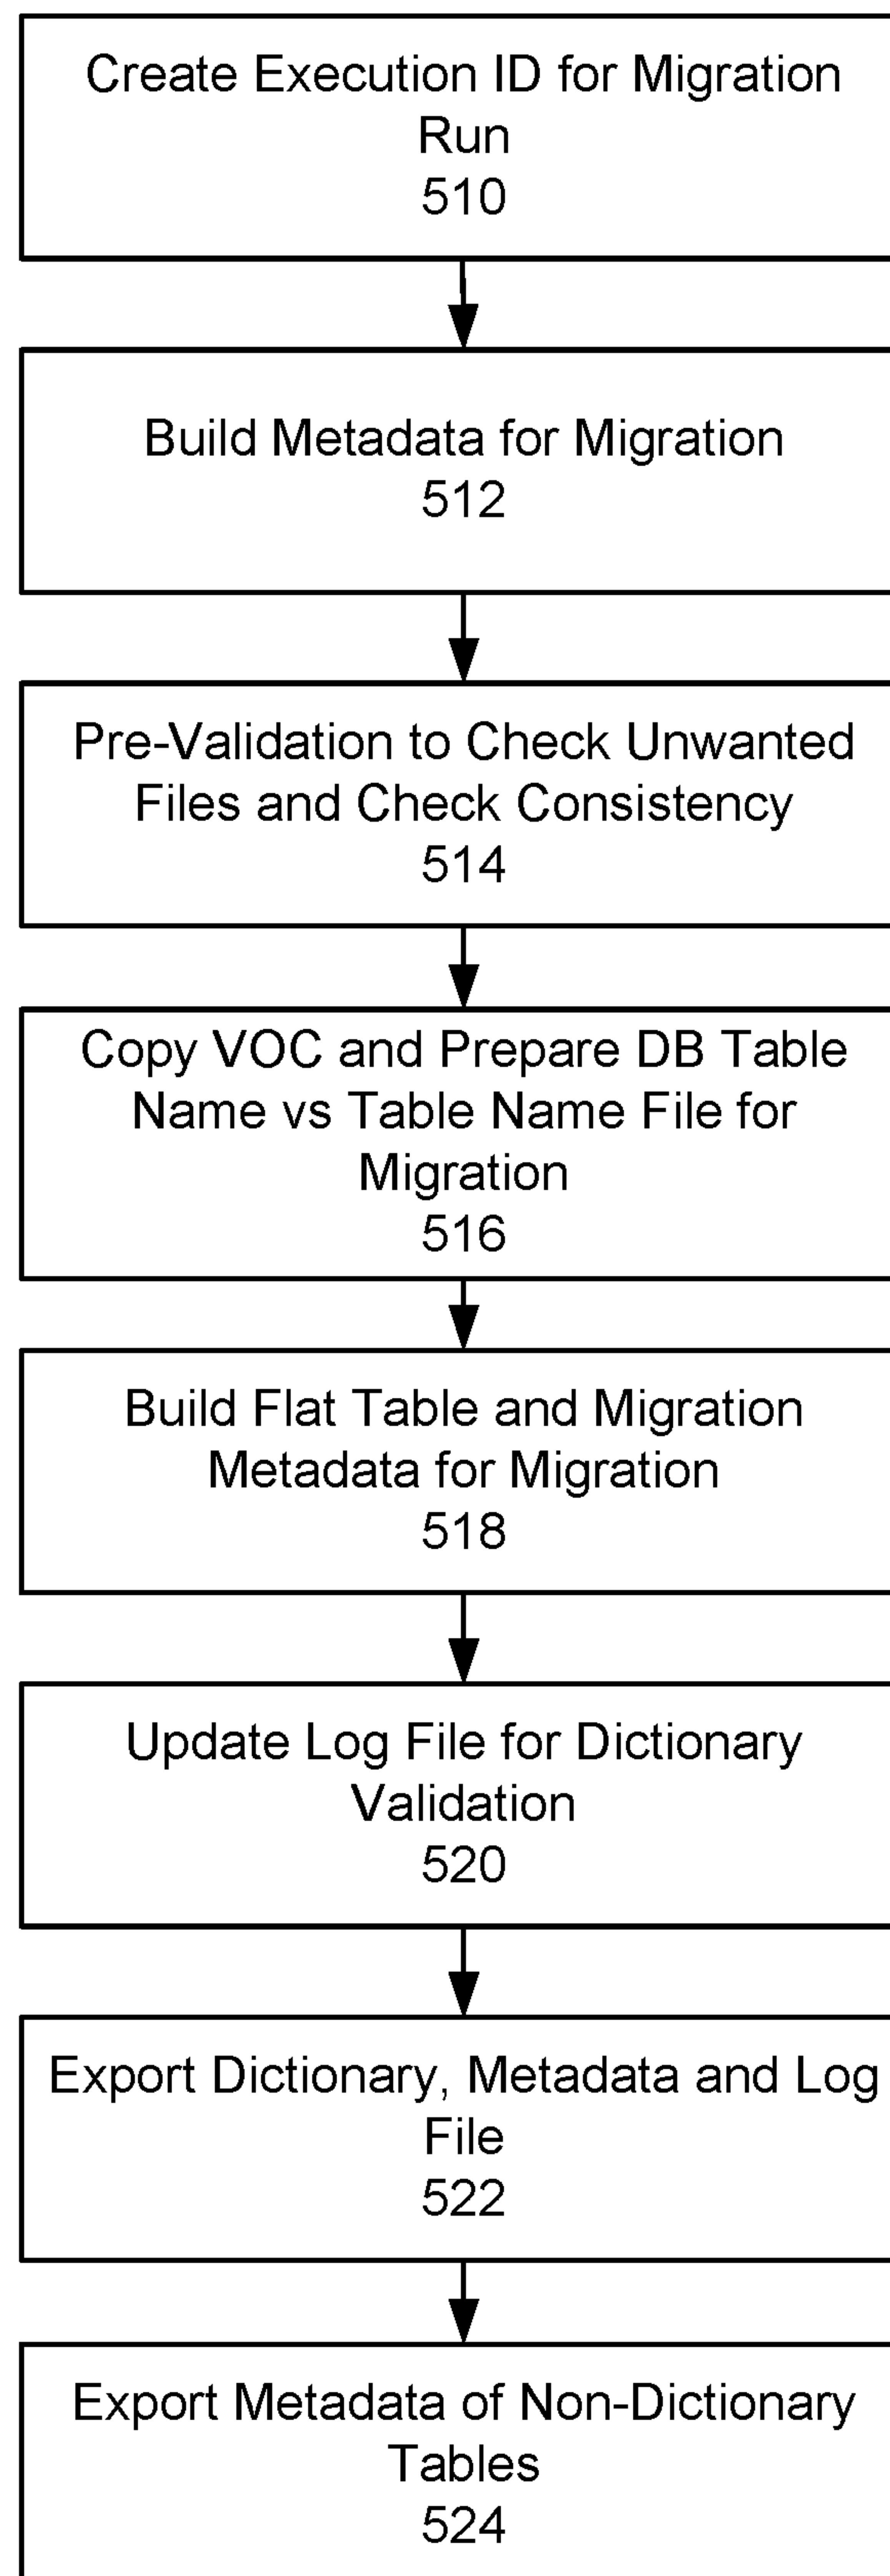 Create Execution ID for Migration
Run
510
Build Metadata for Migration
512
Pre-Validation to Check Unwanted
Files and Check Consistency
514
Copy VOC and Prepare DB Table
Name vs Table Name File for
Migration
516
Build Flat Table and Migration
Metadata for Migration
518
Update Log File for Dictionary
Validation
520
Export Dictionary, Metadata and Log
File
522
Export Metadata of Non-Dictionary
Tables
524